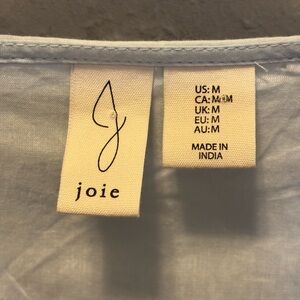 J
joie
US: M
CA: M-M
UK: M
EU: M
AU: M
MADE IN
INDIA